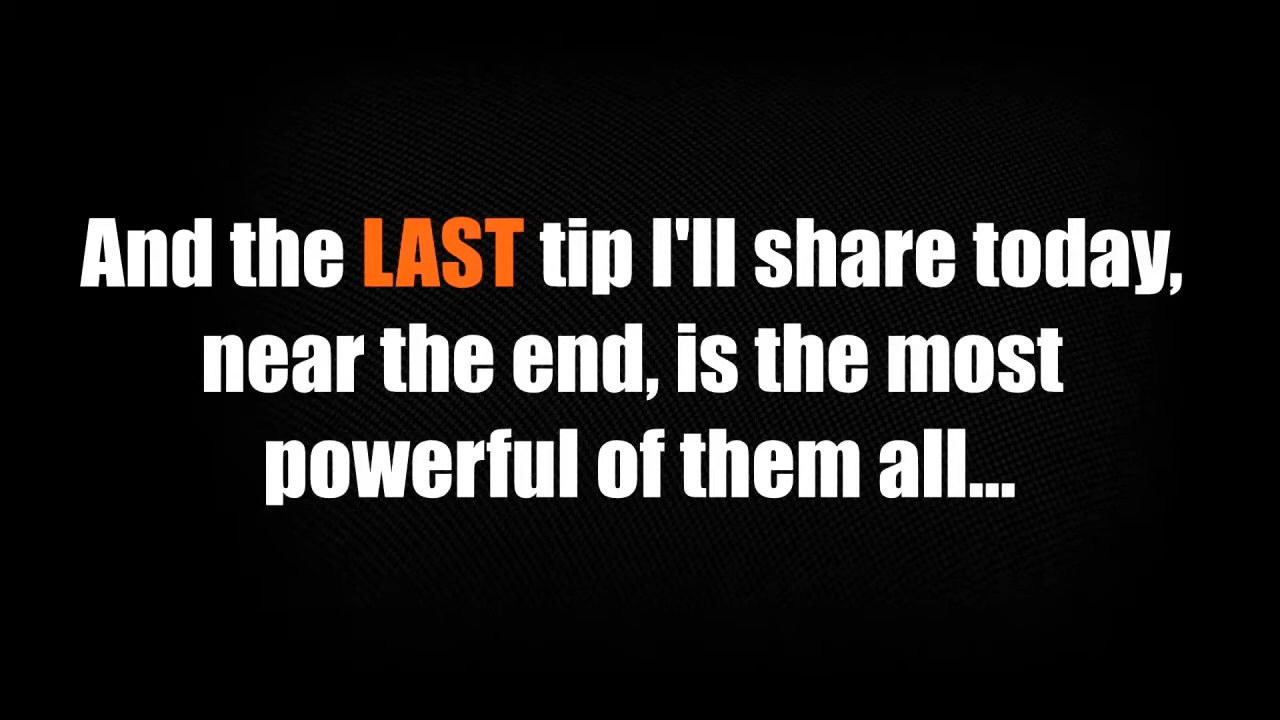 And the LAST tip I'll share today,
near the end, is the most
powerful of them all...